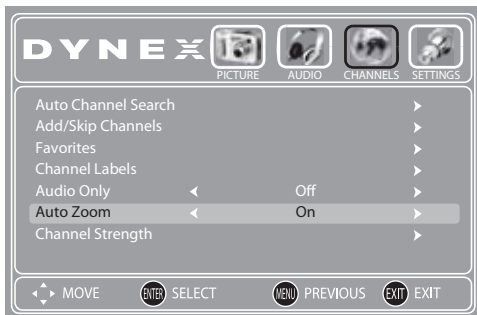 DYNEX
PICTURE AUDIO CHANNELS SETTINGS
Auto Channel Search
Add/Skip Channels
Favorites
Channel Labels
Audio Only Off
Auto Zoom On
Channel Strength
MOVE ENTER SELECT MENU PREVIOUS EXIT EXIT